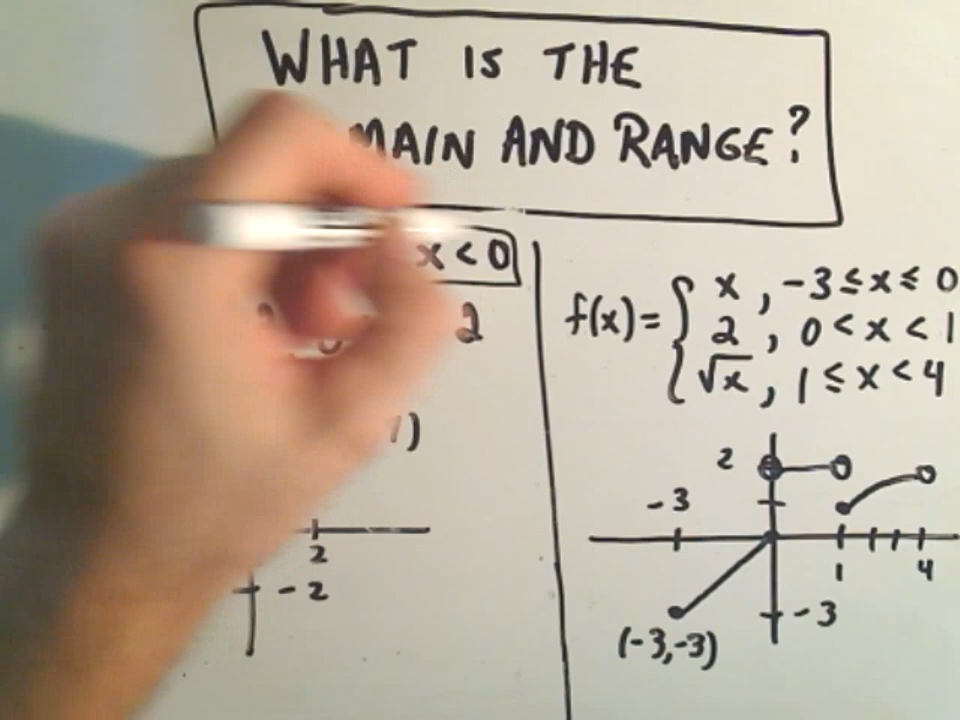 WHAT IS THE
AND RANGE?
x < 0
2
)
2
-2
f(x) = { x , -3 ≤ x ≤ 0
2 , 0 < x < 1
√x , 1 ≤ x < 4
2
-3
1 4
-3
(-3,-3)